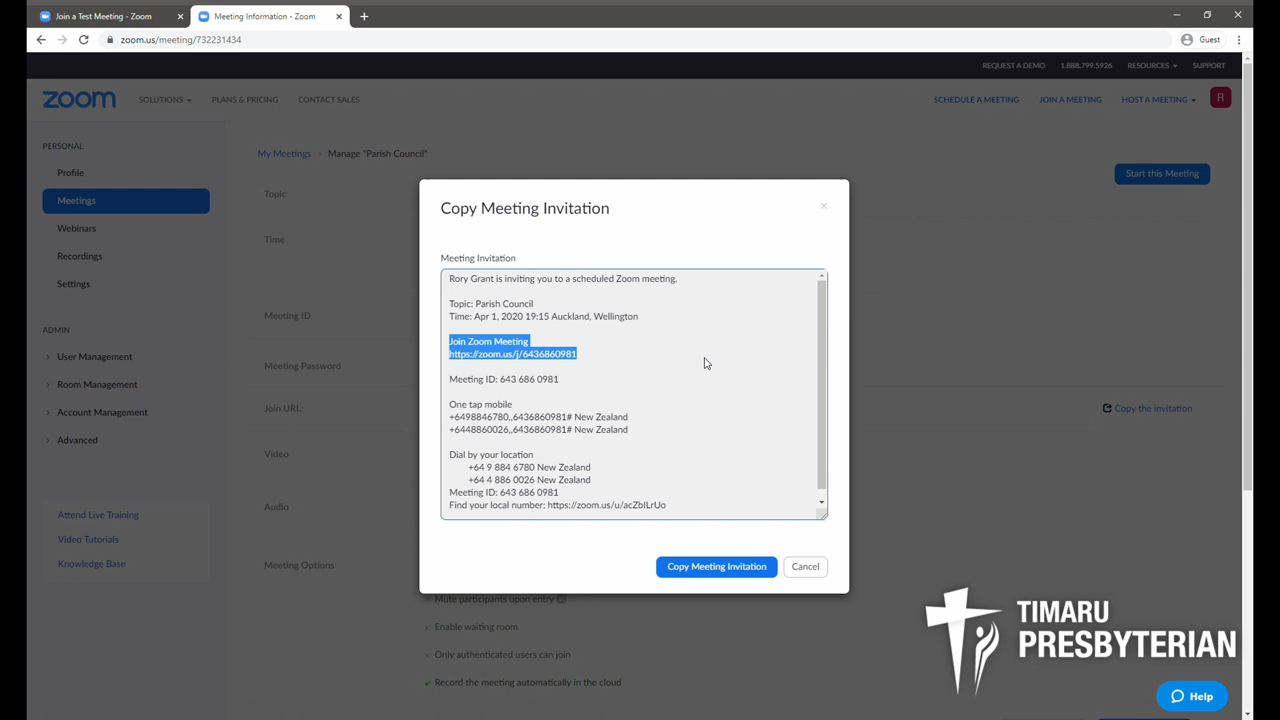 Join a Test Meeting - Zoom
Meeting Information - Zoom
zoom.us/meeting/732231434
Guest
REQUEST A DEMO
1.888.799.5926
RESOURCES
SUPPORT
zoom
SOLUTIONS
PLANS & PRICING
CONTACT SALES
SCHEDULE A MEETING
JOIN A MEETING
HOST A MEETING
R
PERSONAL
Profile
Meetings
Webinars
Recordings
Settings
ADMIN
User Management
Room Management
Account Management
Advanced
Attend Live Training
Video Tutorials
Knowledge Base
My Meetings > Manage "Parish Council"
Start this Meeting
Topic
Time
Meeting ID
Meeting Password
Join URL:
Copy the invitation
Video
Audio
Meeting Options
Copy Meeting Invitation
Meeting Invitation
Rory Grant is inviting you to a scheduled Zoom meeting.
Topic: Parish Council
Time: Apr 1, 2020 19:15 Auckland, Wellington
Join Zoom Meeting
https://zoom.us/j/6436860981
Meeting ID: 643 686 0981
One tap mobile
+6498846780,,6436860981# New Zealand
+6448860026,,6436860981# New Zealand
Dial by your location
+64 9 884 6780 New Zealand
+64 4 886 0026 New Zealand
Meeting ID: 643 686 0981
Find your local number: https://zoom.us/u/acZbILrUo
Copy Meeting Invitation
Cancel
Mute participants upon entry
Enable waiting room
Only authenticated users can join
Record the meeting automatically in the cloud
TIMARU
PRESBYTERIAN
Help